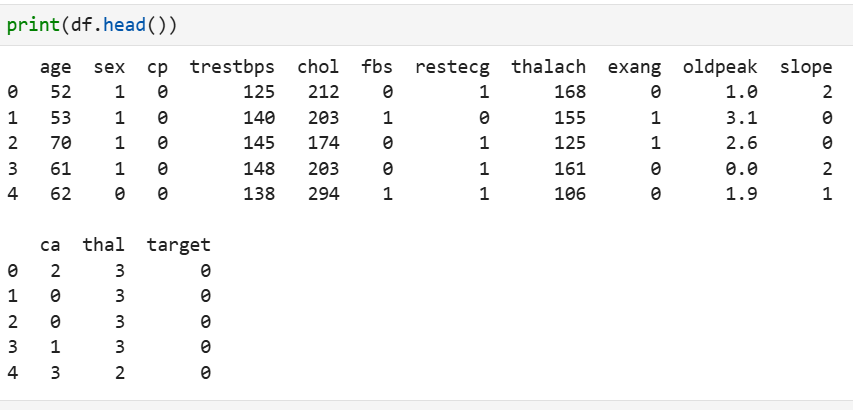 print(df.head())
age sex cp trestbps chol fbs restecg thalach exang oldpeak slope
0 52 1 0 125 212 0 1 168 0 1.0 2
1 53 1 0 140 203 1 0 155 1 3.1 0
2 70 1 0 145 174 0 1 125 1 2.6 0
3 61 1 0 148 203 0 1 161 0 0.0 2
4 62 0 0 138 294 1 1 106 0 1.9 1
ca thal target
0 2 3 0
1 0 3 0
2 0 3 0
3 1 3 0
4 3 2 0